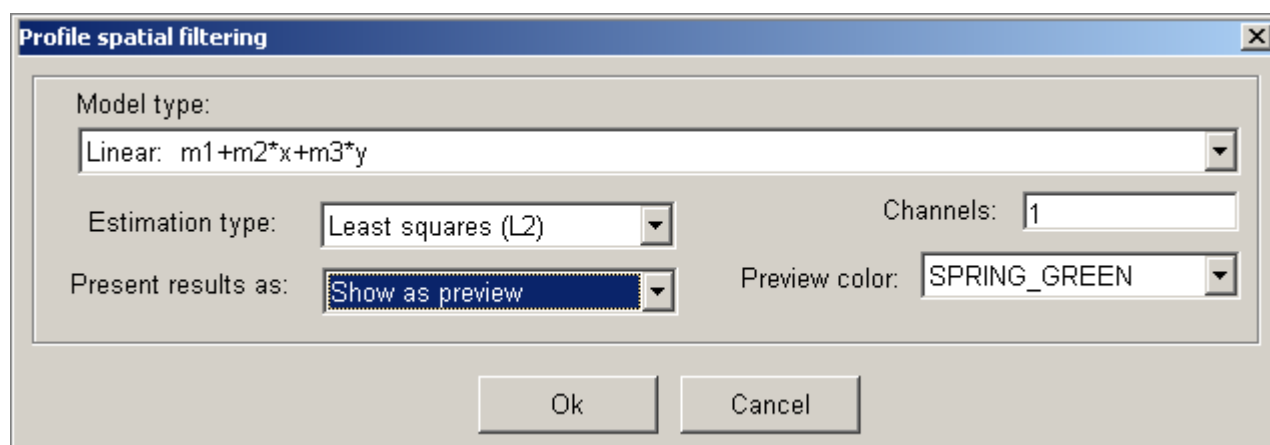 Profile spatial filtering
Model type:
Linear: m1+m2*x+m3*y
Estimation type: Least squares (L2) Channels: 1
Present results as: Show as preview Preview color: SPRING_GREEN
Ok Cancel